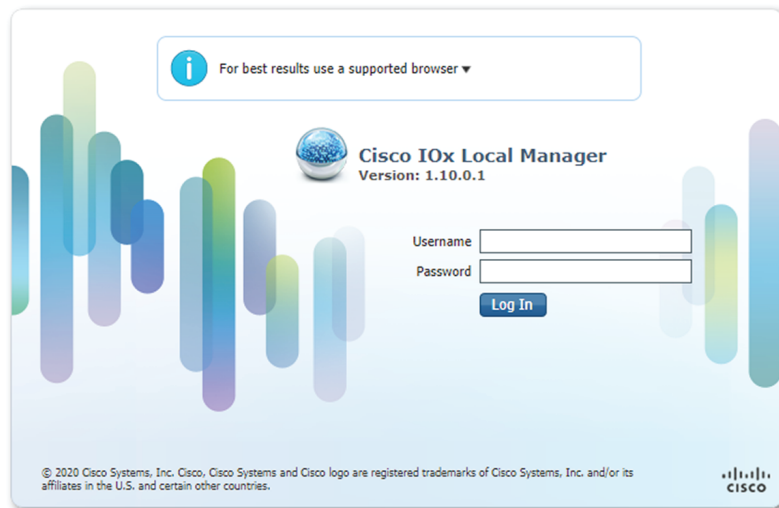 For best results use a supported browser ▼
Cisco IOx Local Manager
Version: 1.10.0.1
Username
Password
Log In
© 2020 Cisco Systems, Inc. Cisco, Cisco Systems and Cisco logo are registered trademarks of Cisco Systems, Inc. and/or its
affiliates in the U.S. and certain other countries.
CISCO